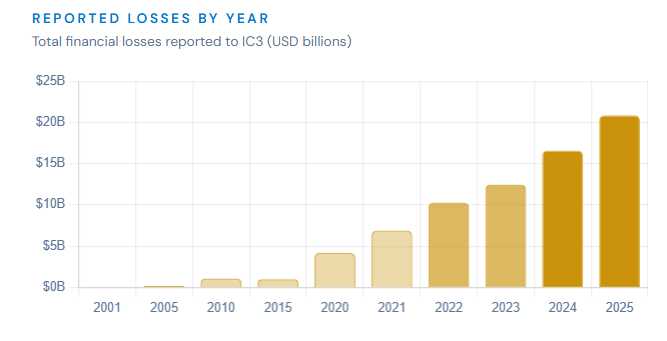 REPORTED LOSSES BY YEAR
Total financial losses reported to IC3 (USD billions)
$25B
$20B
$15B
$10B
$5B
$0B
2001 2005 2010 2015 2020 2021 2022 2023 2024 2025